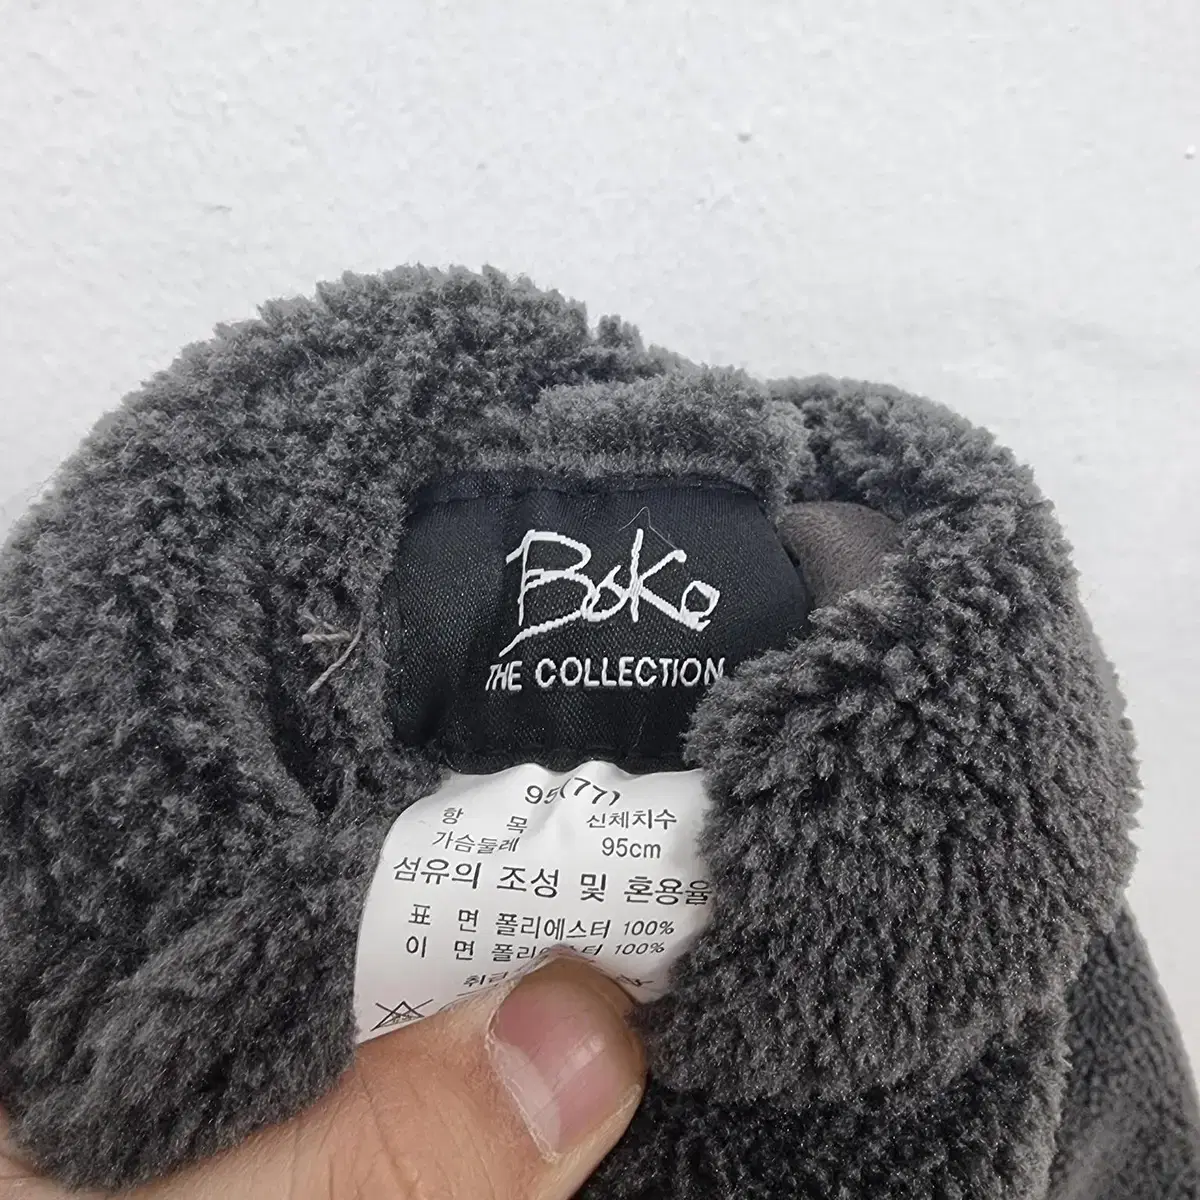 Boke
THE COLLECTION
95(77)
항 목 신체치수
가슴둘레 95cm
섬유의 조성 및 혼용율
표 면 폴리에스터 100%
이 면 폴리에스터 100%